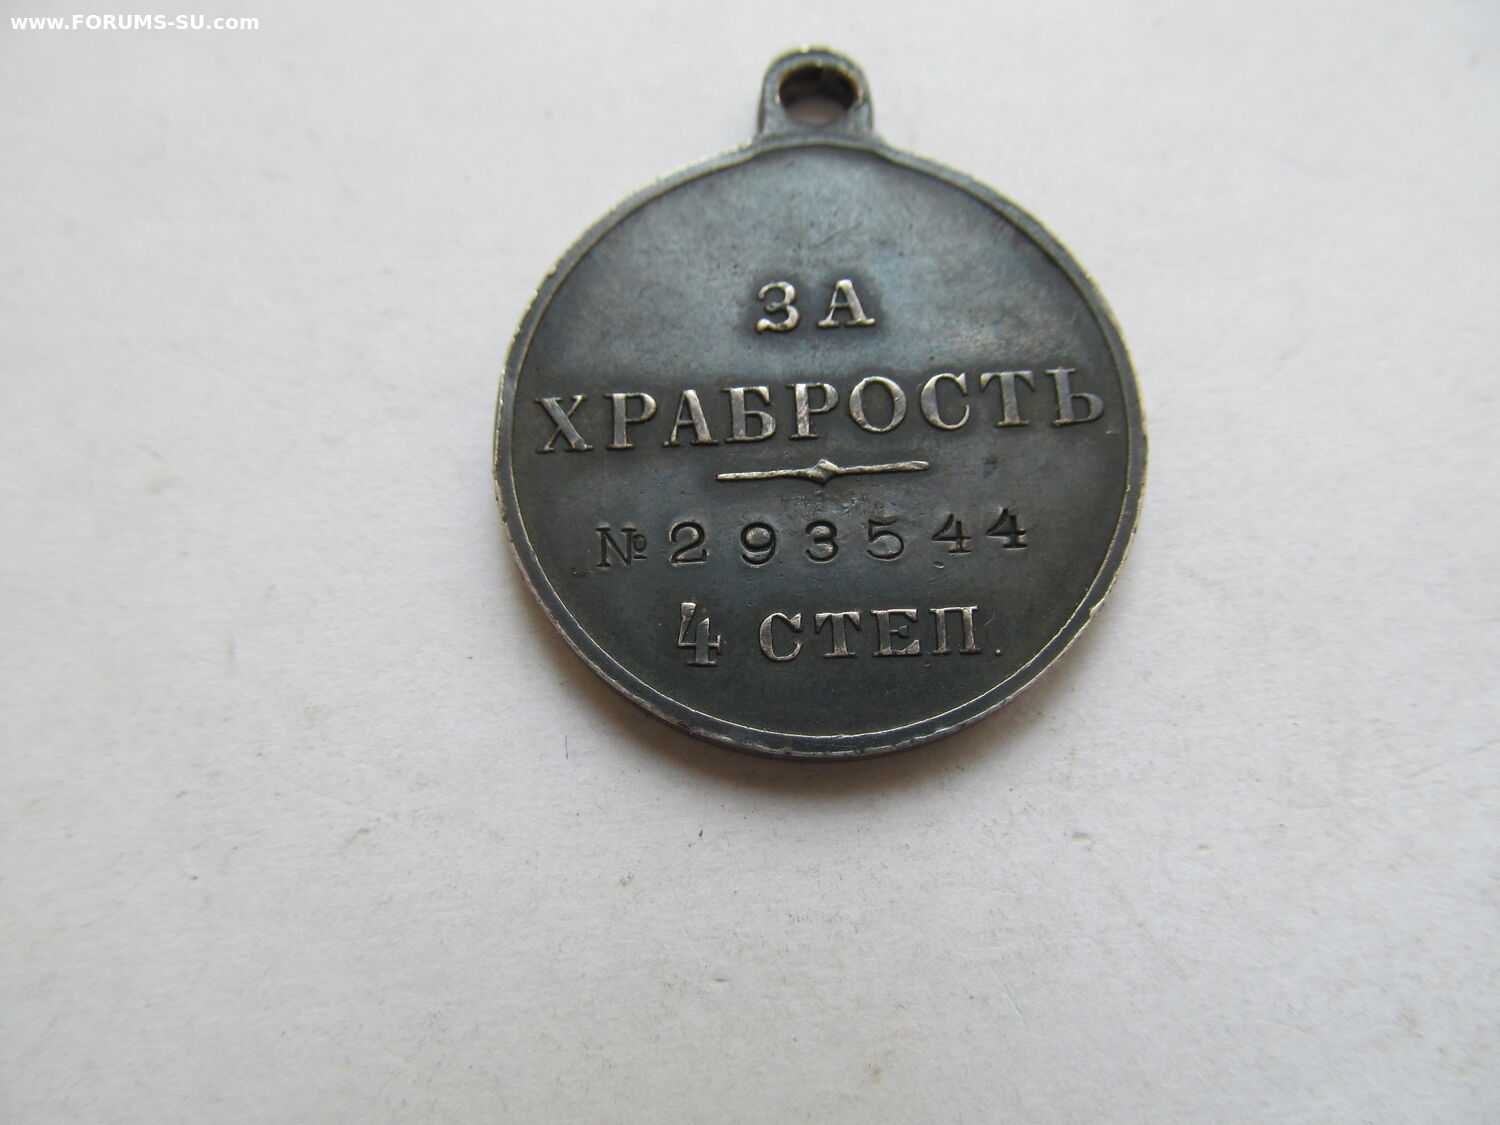 www.FORUMS-SU.com
ЗА
ХРАБРОСТЬ
№ 293544
4 СТЕП.